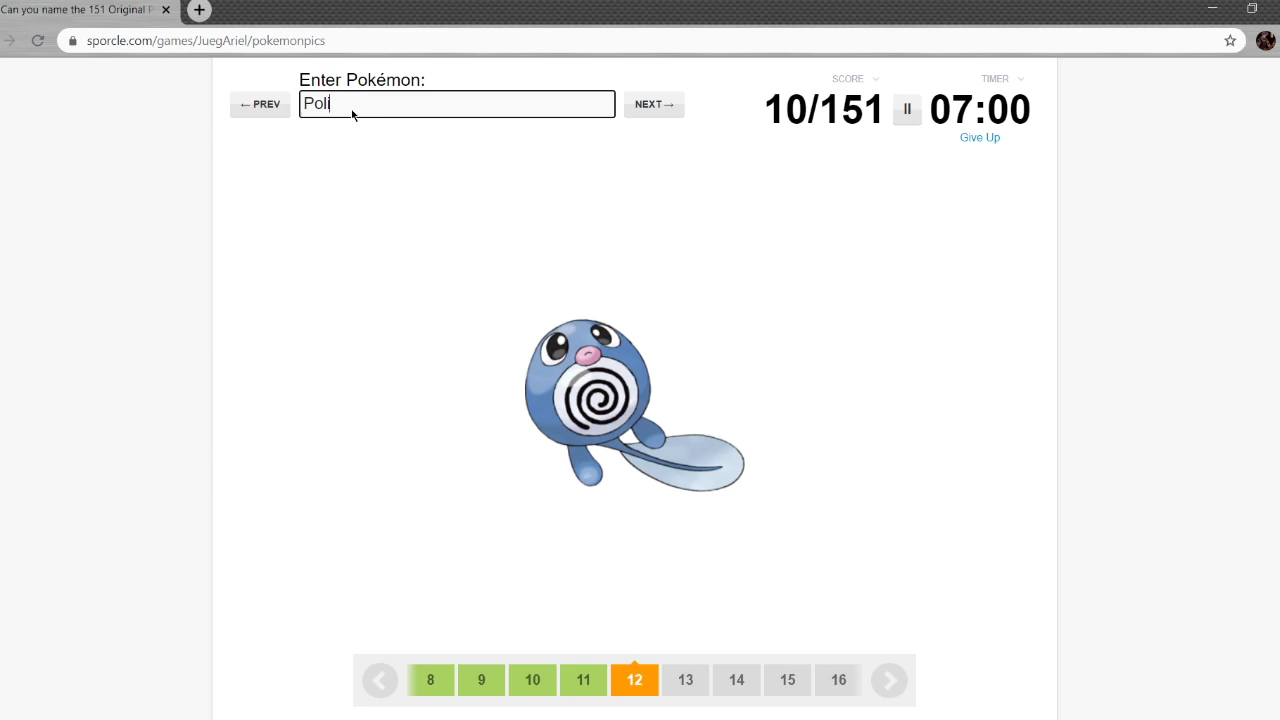 Can you name the 151 Original P
sporcle.com/games/JuegAriel/pokemonpics
Enter Pokémon:
← PREV
Poli
NEXT →
SCORE
10/151
TIMER
07:00
Give Up
8 9 10 11 12 13 14 15 16